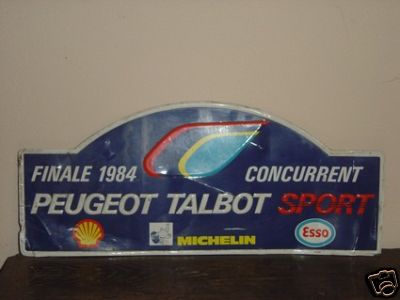 FINALE 1984 CONCURRENT
PEUGEOT TALBOT SPORT
MICHELIN Esso